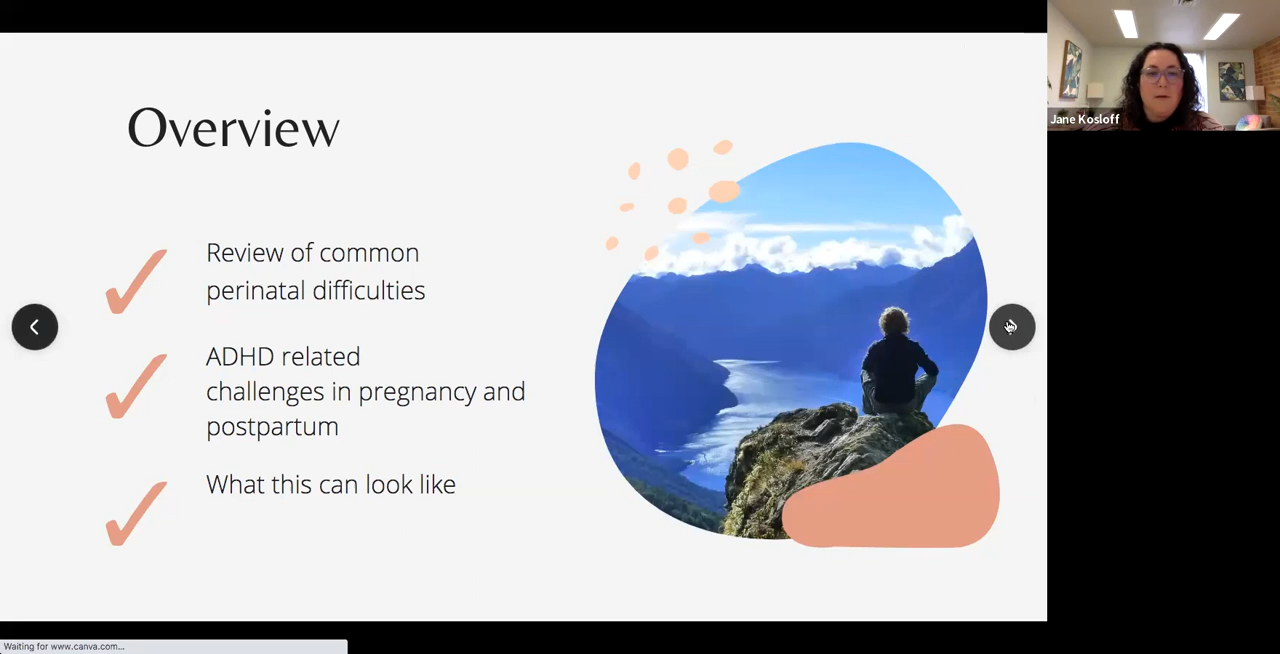 Overview
Review of common
perinatal difficulties
ADHD related
challenges in pregnancy and
postpartum
What this can look like
Jane Kosloff
Waiting for www.canva.com...